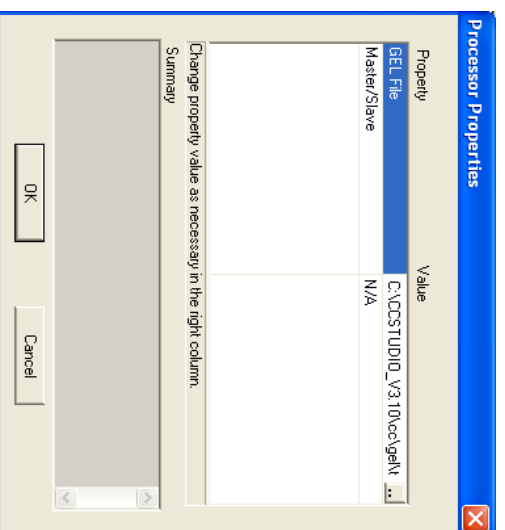 Processor Properties
Property Value
GEL File C:\CCSTUDIO_V3.10\cc\gel\t ..
Master/Slave N/A
Change property value as necessary in the right column.
Summary
OK Cancel